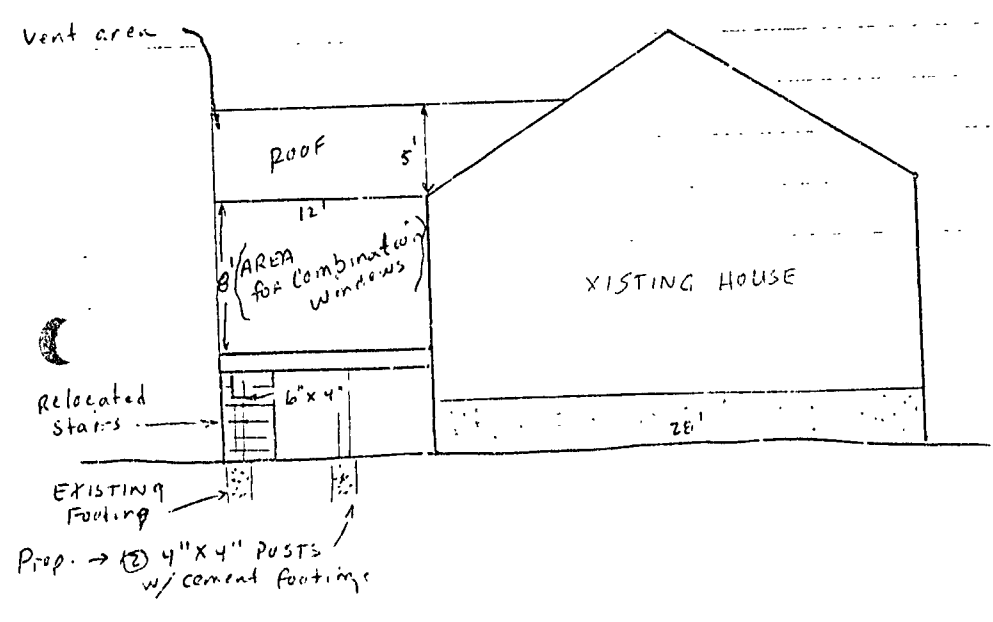 Vent area
ROOF
5'
12'
8'
AREA
for Combination
Windows
XISTING HOUSE
6" x 4"
Relocated
Stairs
28'
EXISTING
Footing
Prop. → ② 4" X 4" POSTS
w/ cement footings